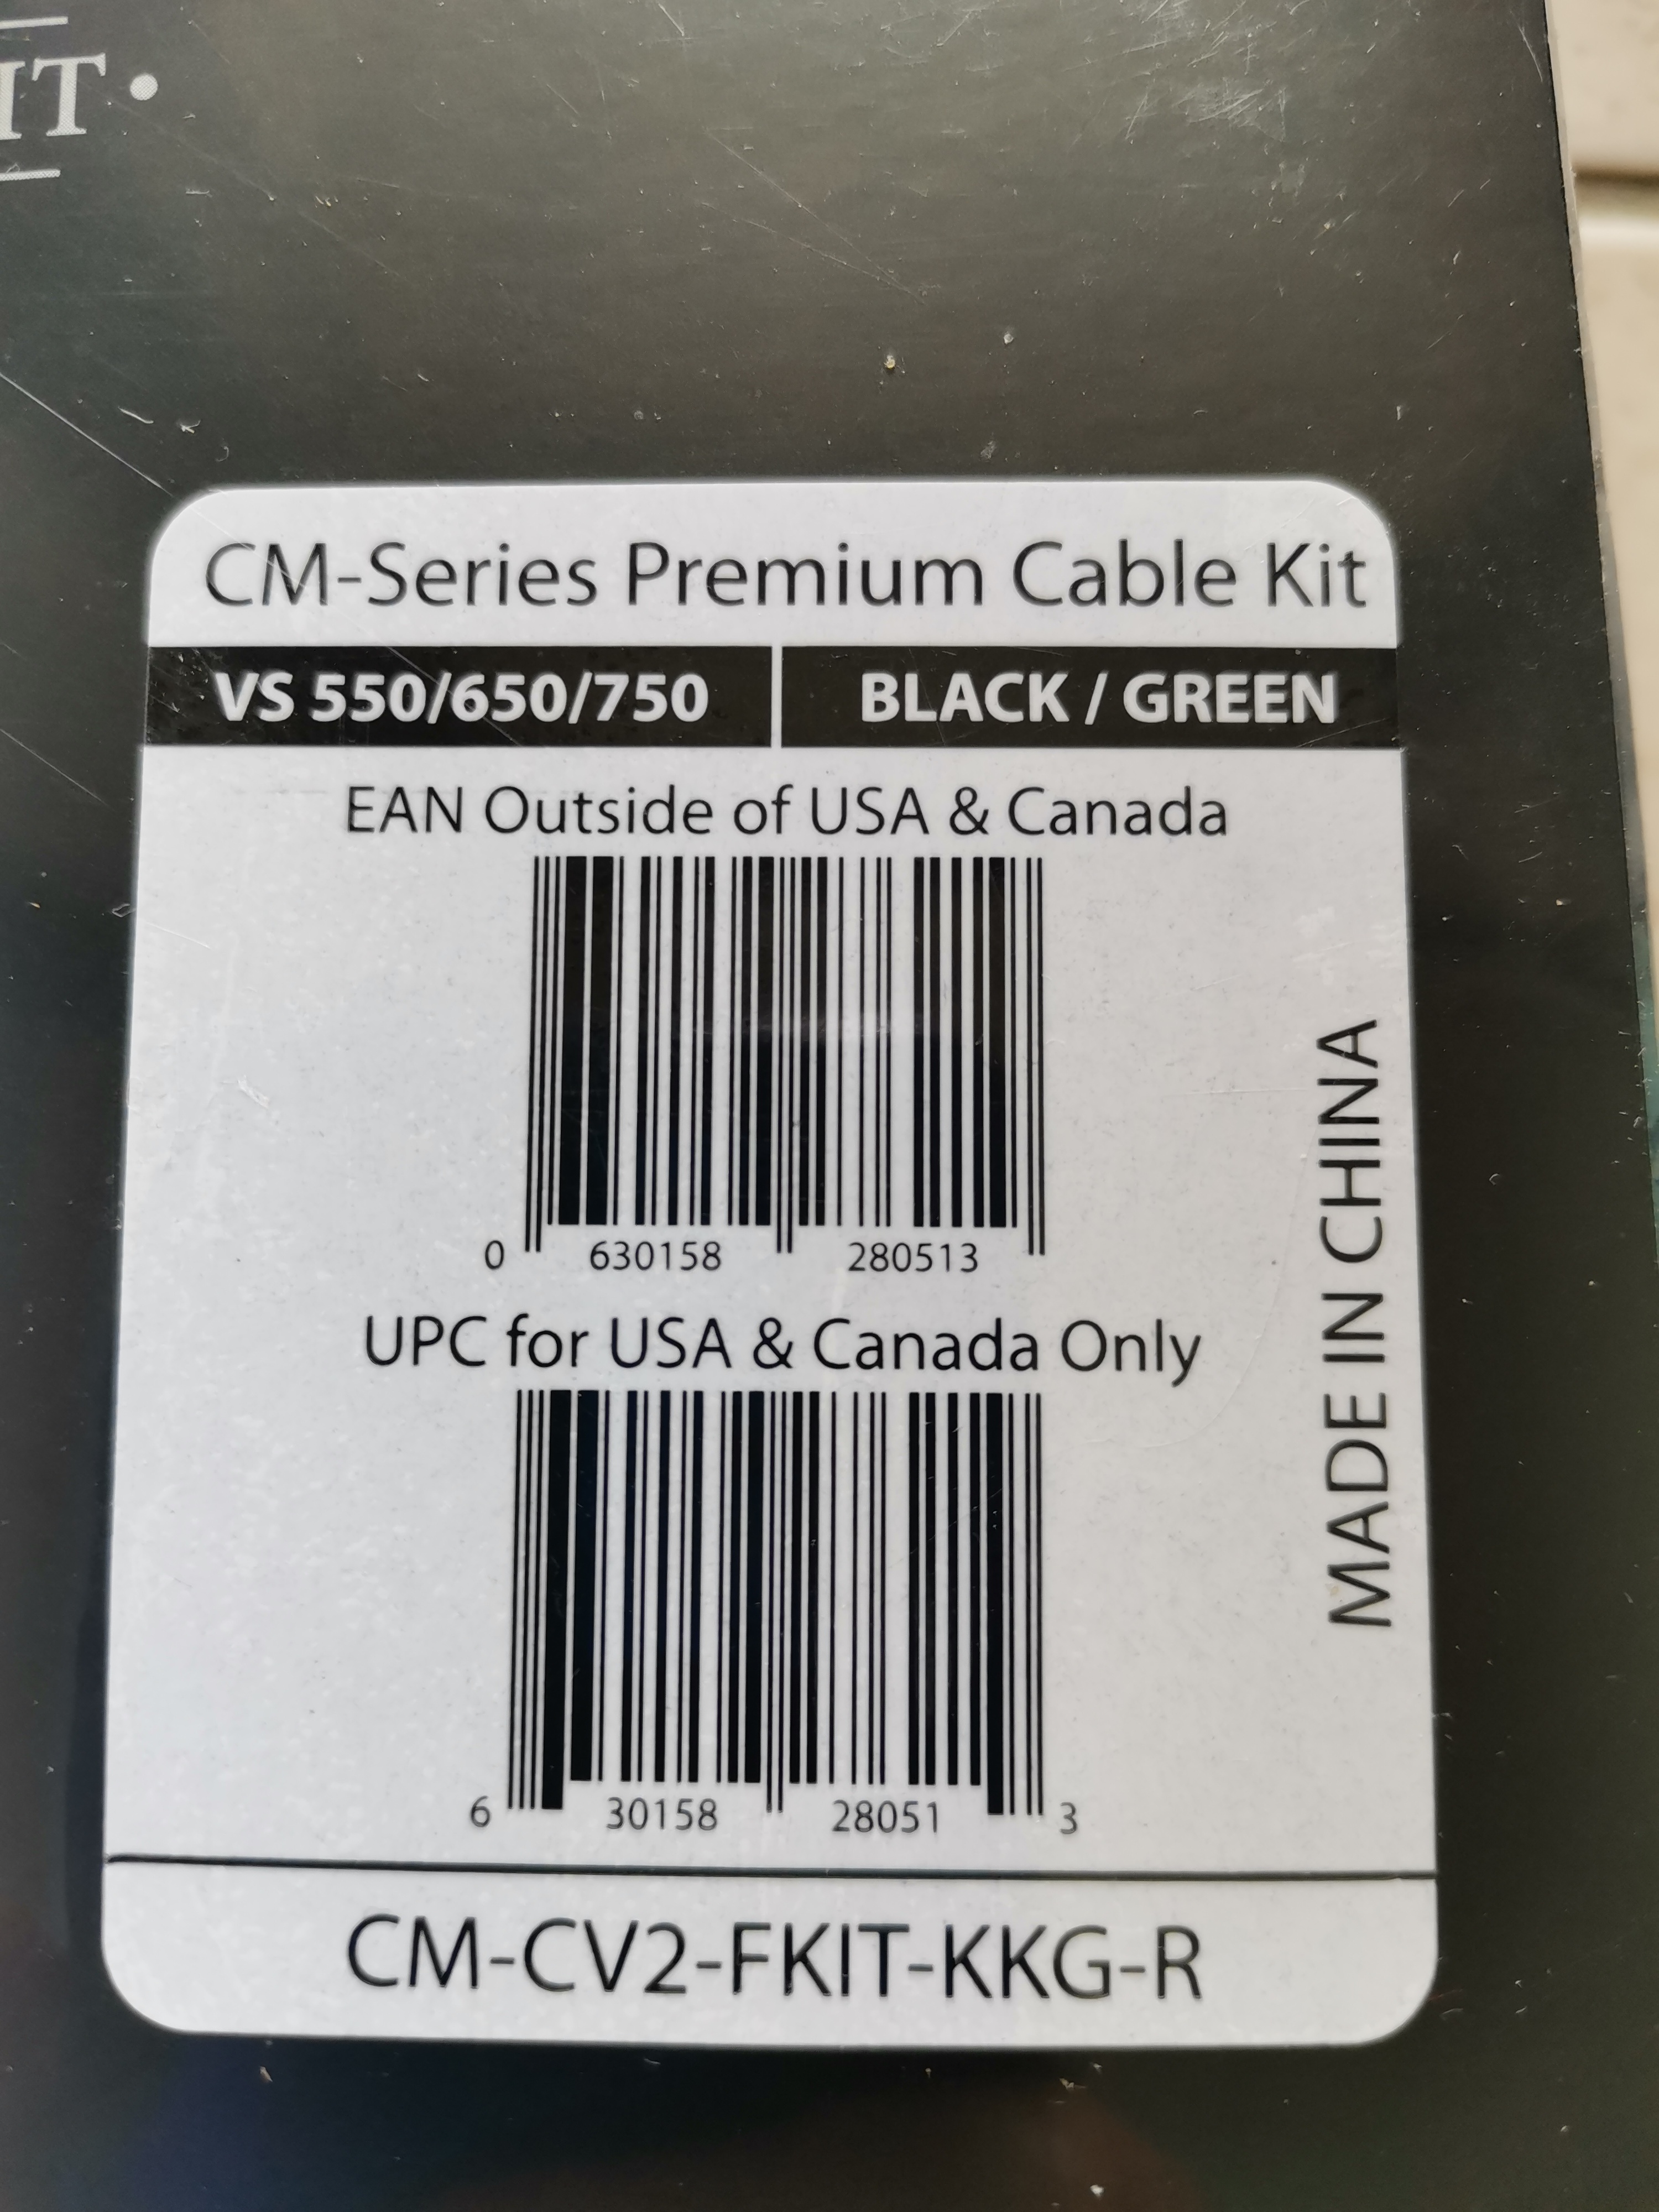 IT •
CM-Series Premium Cable Kit
VS 550/650/750 BLACK / GREEN
EAN Outside of USA & Canada
0 630158 280513
UPC for USA & Canada Only
6 30158 28051 3
MADE IN CHINA
CM-CV2-FKIT-KKG-R